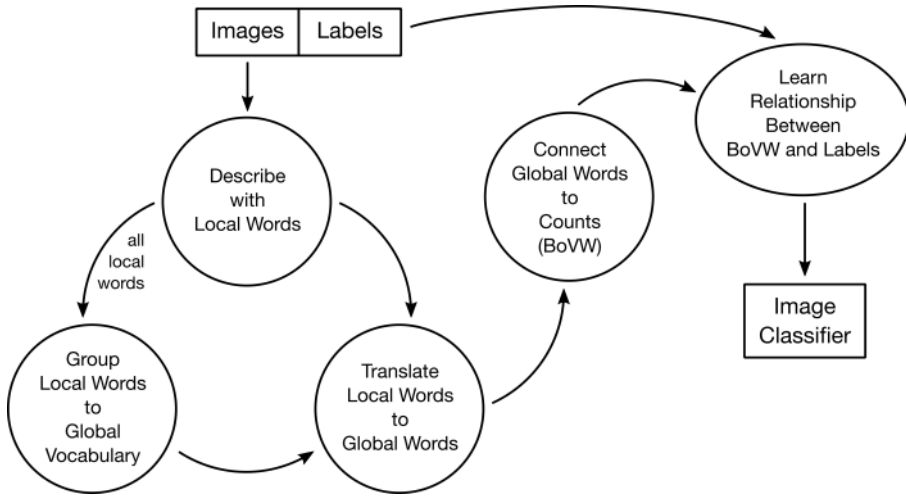 Images
Labels
Describe
with
Local Words
all
local
words
Group
Local Words
to
Global
Vocabulary
Translate
Local Words
to
Global Words
Connect
Global Words
to
Counts
(BoVW)
Learn
Relationship
Between
BoVW and Labels
Image
Classifier